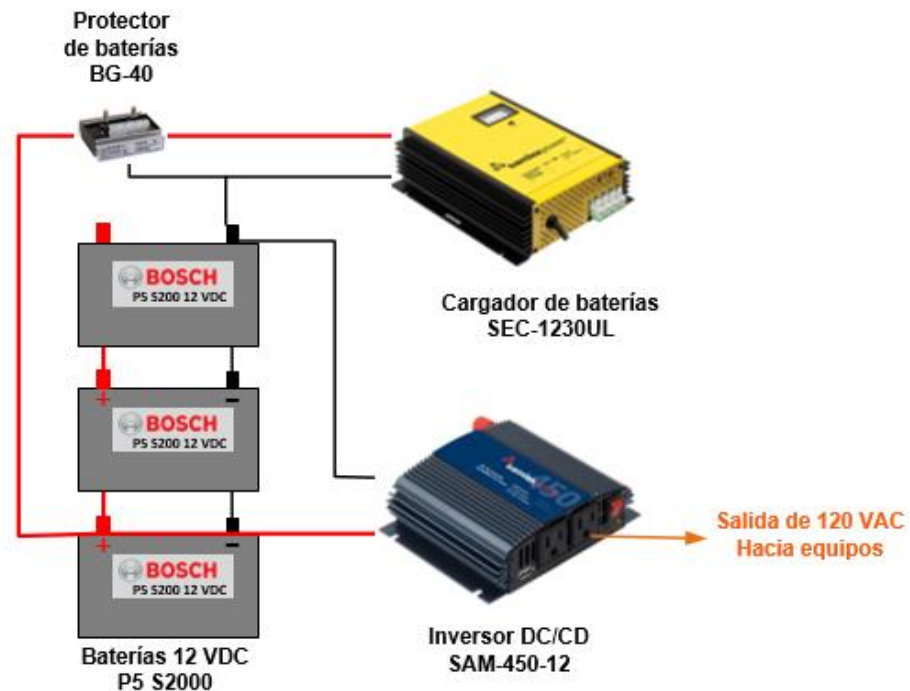 Protector
de baterías
BG-40
BOSCH
P5 S200 12 VDC
Cargador de baterías
SEC-1230UL
+
−
BOSCH
P5 S200 12 VDC
450
Salida de 120 VAC
Hacia equipos
+
−
BOSCH
P5 S200 12 VDC
Inversor DC/CD
SAM-450-12
Baterías 12 VDC
P5 S2000